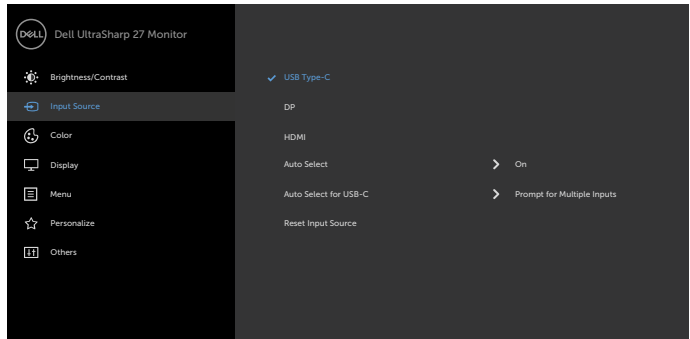 DELL Dell UltraSharp 27 Monitor
Brightness/Contrast
USB Type-C
Input Source
DP
Color
HDMI
Display
Auto Select On
Menu
Auto Select for USB-C Prompt for Multiple Inputs
Personalize
Reset Input Source
Others